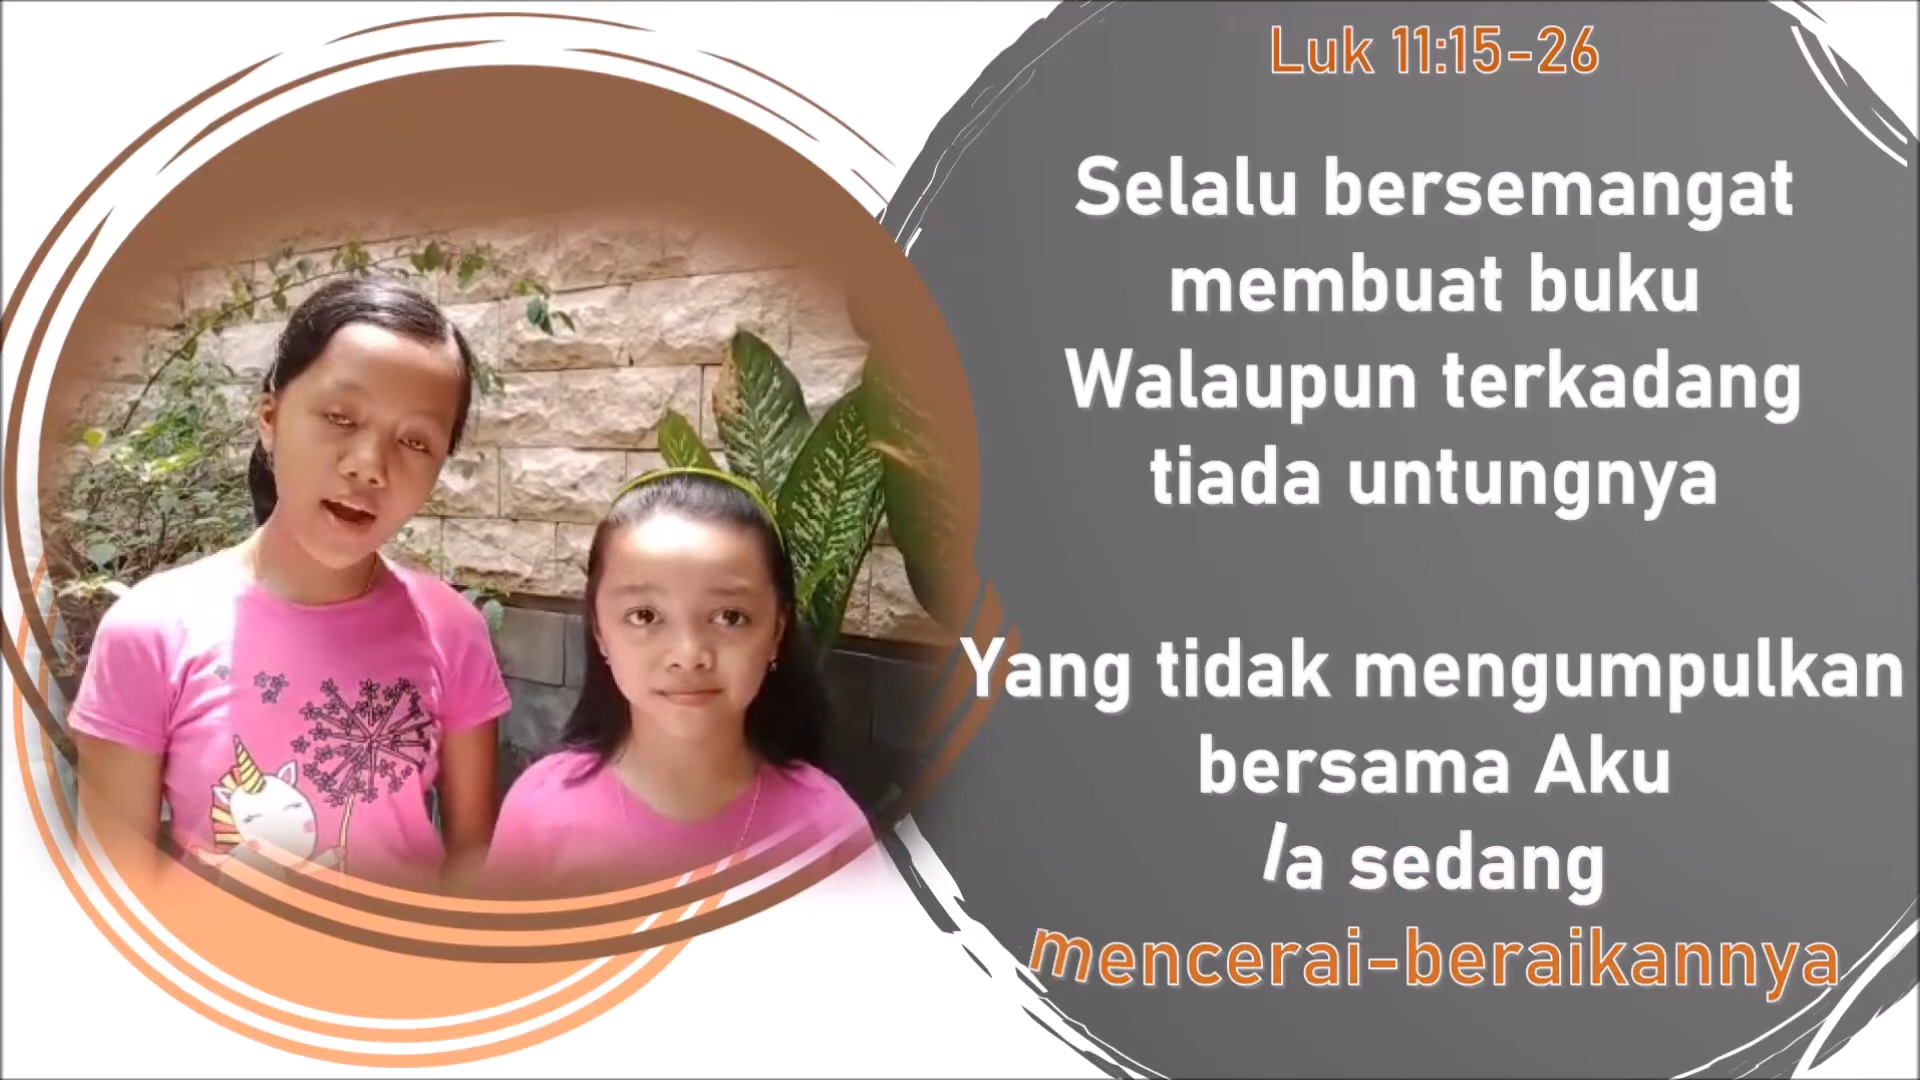 Luk 11:15-26
Selalu bersemangat
membuat buku
Walaupun terkadang
tiada untungnya
Yang tidak mengumpulkan
bersama Aku
Ia sedang
mencerai-beraikannya